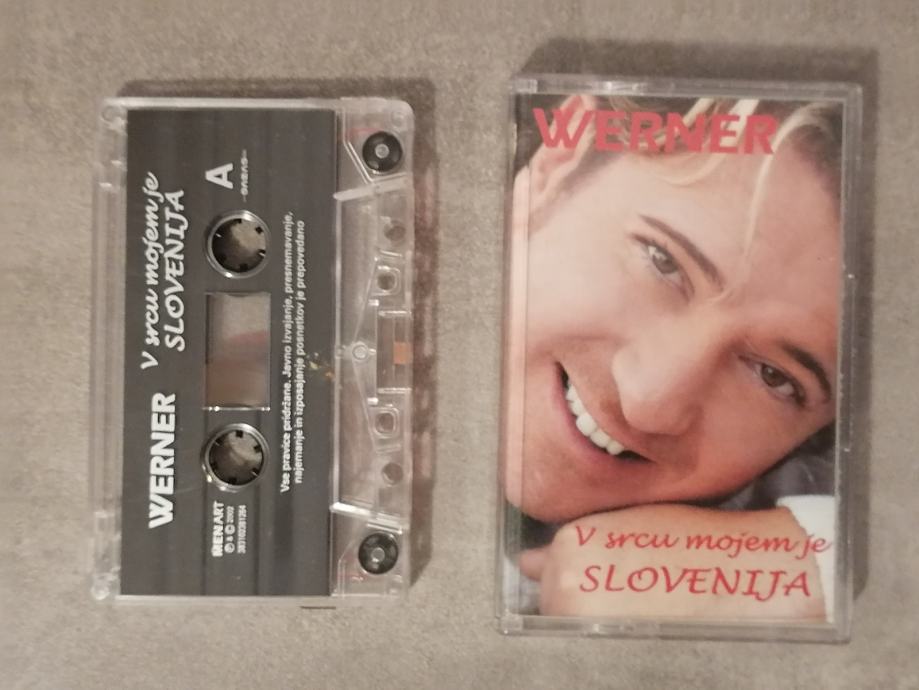 WERNER
V srcu mojem je
SLOVENIJA
A
MENART
℗ & © 2002
Vse pravice pridržane. Javno izvajanje, presnemavanje,
najemanje in izposojanje posnetkov je prepovedano
WERNER
V srcu mojem je
SLOVENIJA